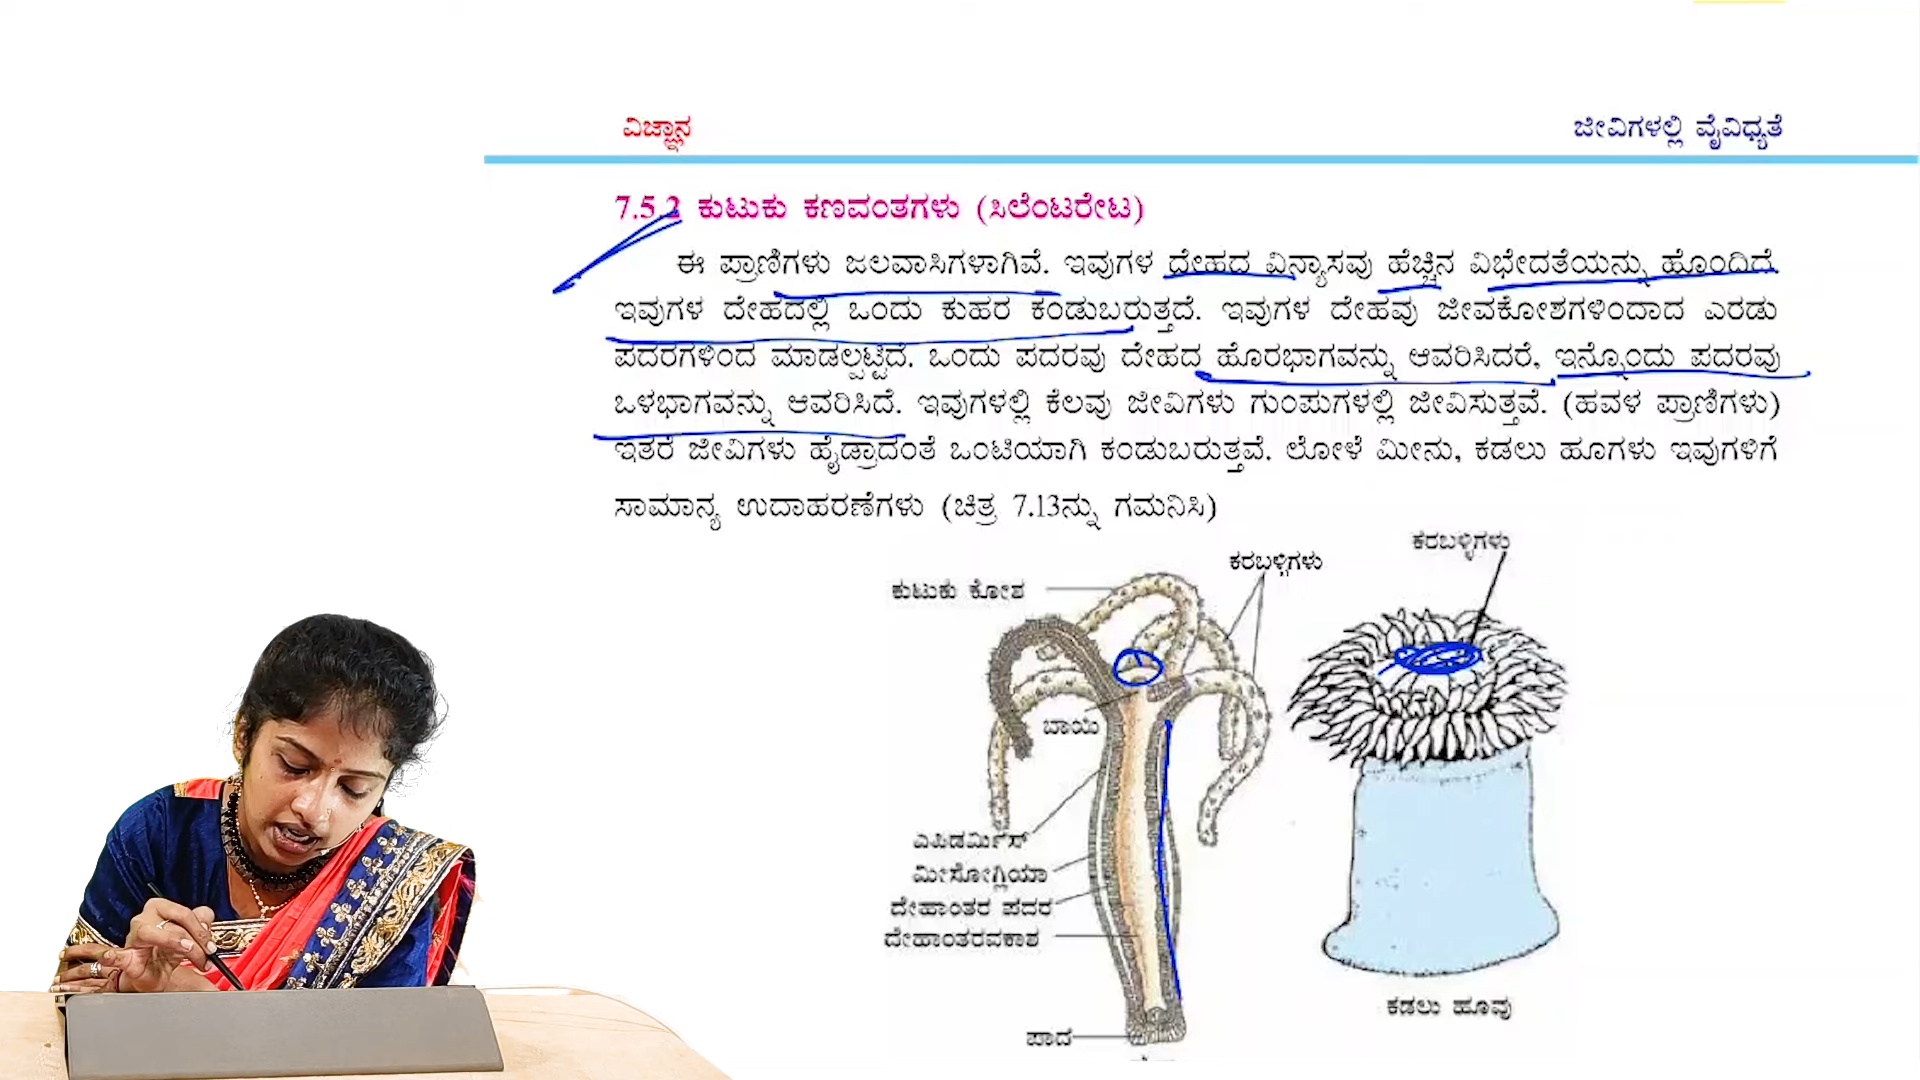 ವಿಜ್ಞಾನ
ಜೀವಿಗಳಲ್ಲಿ ವೈವಿಧ್ಯತೆ
7.5.2 ಕುಟುಕು ಕಣವಂತಗಳು (ಸಿಲೆಂಟರೇಟ)
ಈ ಪ್ರಾಣಿಗಳು ಜಲವಾಸಿಗಳಾಗಿವೆ. ಇವುಗಳ ದೇಹದ ವಿನ್ಯಾಸವು ಹೆಚ್ಚಿನ ವಿಭೇದತೆಯನ್ನು ಹೊಂದಿದೆ.
ಇವುಗಳ ದೇಹದಲ್ಲಿ ಒಂದು ಕುಹರ ಕಂಡುಬರುತ್ತದೆ. ಇವುಗಳ ದೇಹವು ಜೀವಕೋಶಗಳಿಂದಾದ ಎರಡು
ಪದರಗಳಿಂದ ಮಾಡಲ್ಪಟ್ಟಿದೆ. ಒಂದು ಪದರವು ದೇಹದ ಹೊರಭಾಗವನ್ನು ಆವರಿಸಿದರೆ, ಇನ್ನೊಂದು ಪದರವು
ಒಳಭಾಗವನ್ನು ಆವರಿಸಿದೆ. ಇವುಗಳಲ್ಲಿ ಕೆಲವು ಜೀವಿಗಳು ಗುಂಪುಗಳಲ್ಲಿ ಜೀವಿಸುತ್ತವೆ. (ಹವಳ ಪ್ರಾಣಿಗಳು)
ಇತರೆ ಜೀವಿಗಳು ಹೈಡ್ರಾದಂತೆ ಒಂಟಿಯಾಗಿ ಕಂಡುಬರುತ್ತವೆ. ಲೋಳೆ ಮೀನು, ಕಡಲು ಹೂಗಳು ಇವುಗಳಿಗೆ
ಸಾಮಾನ್ಯ ಉದಾಹರಣೆಗಳು (ಚಿತ್ರ 7.13ನ್ನು ಗಮನಿಸಿ)
ಕರಬಳ್ಳಿಗಳು
ಕರಬಳ್ಳಿಗಳು
ಕುಟುಕು ಕೋಶ
ಬಾಯಿ
ಎಪಿಡರ್ಮಿಸ್
ಮೀಸೋಗ್ಲಿಯಾ
ದೇಹಾಂತರ ಪದರ
ದೇಹಾಂತರವಕಾಶ
ಕಡಲು ಹೂವು
ಪಾದ